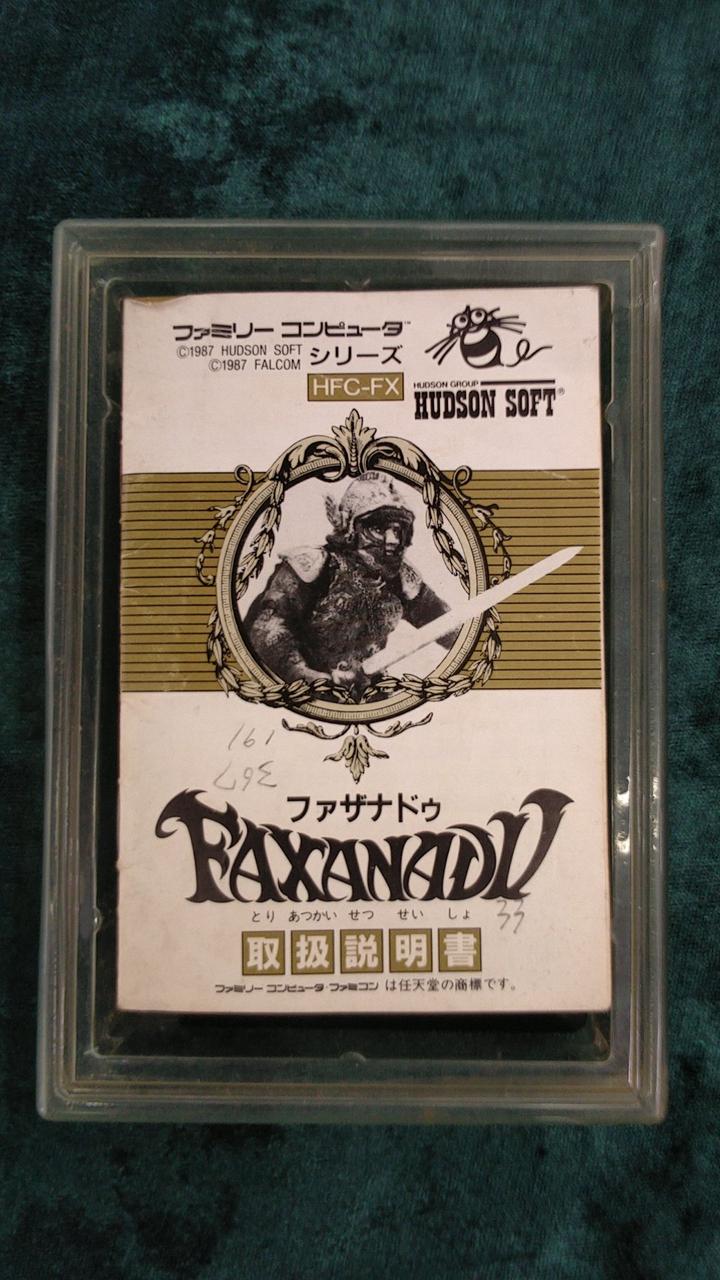 ファミリー コンピュータ™
©1987 HUDSON SOFT シリーズ
©1987 FALCOM
HFC-FX
HUDSON GROUP
HUDSON SOFT®
161
367
ファザナドゥ
FAXANADU
33
とり あつかい せつ せい しょ
取扱説明書
ファミリー コンピュータ・ファミコン は任天堂の商標です。